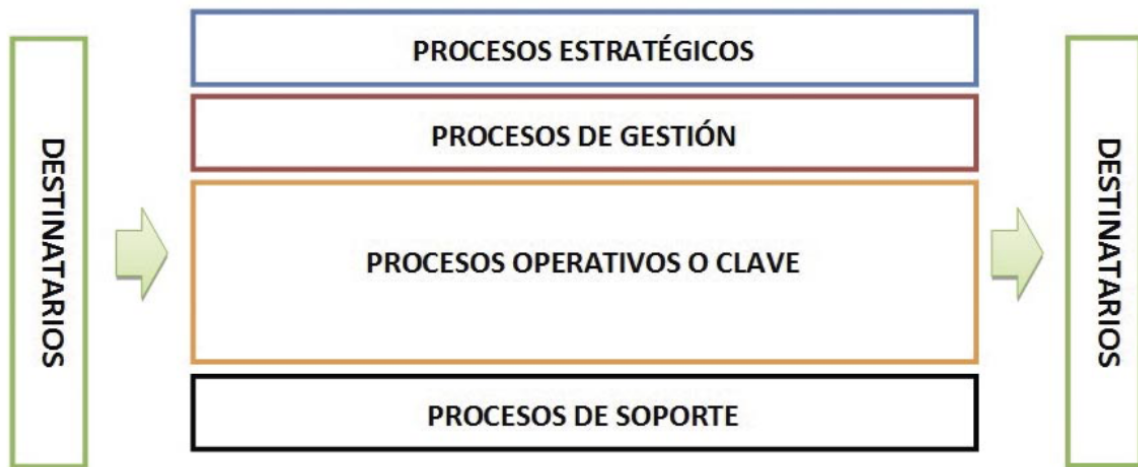 DESTINATARIOS
PROCESOS ESTRATÉGICOS
PROCESOS DE GESTIÓN
PROCESOS OPERATIVOS O CLAVE
PROCESOS DE SOPORTE
DESTINATARIOS